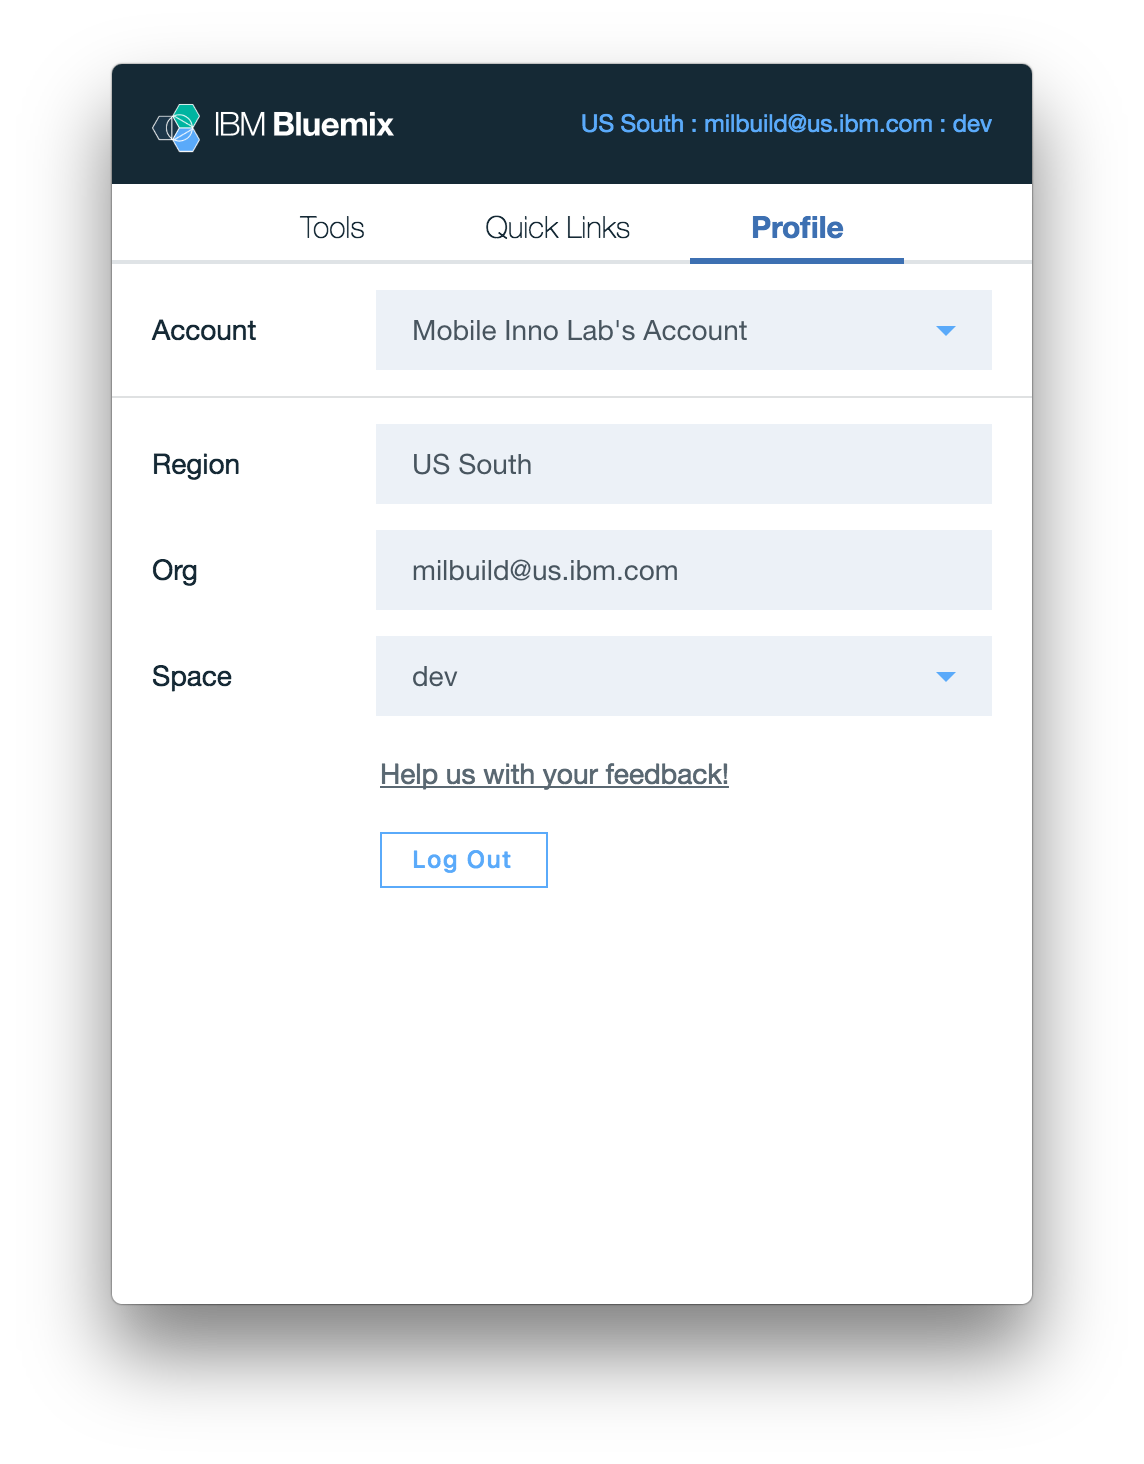 IBM Bluemix
US South : milbuild@us.ibm.com : dev
Tools
Quick Links
Profile
Account
Mobile Inno Lab's Account
Region
US South
Org
milbuild@us.ibm.com
Space
dev
Help us with your feedback!
Log Out